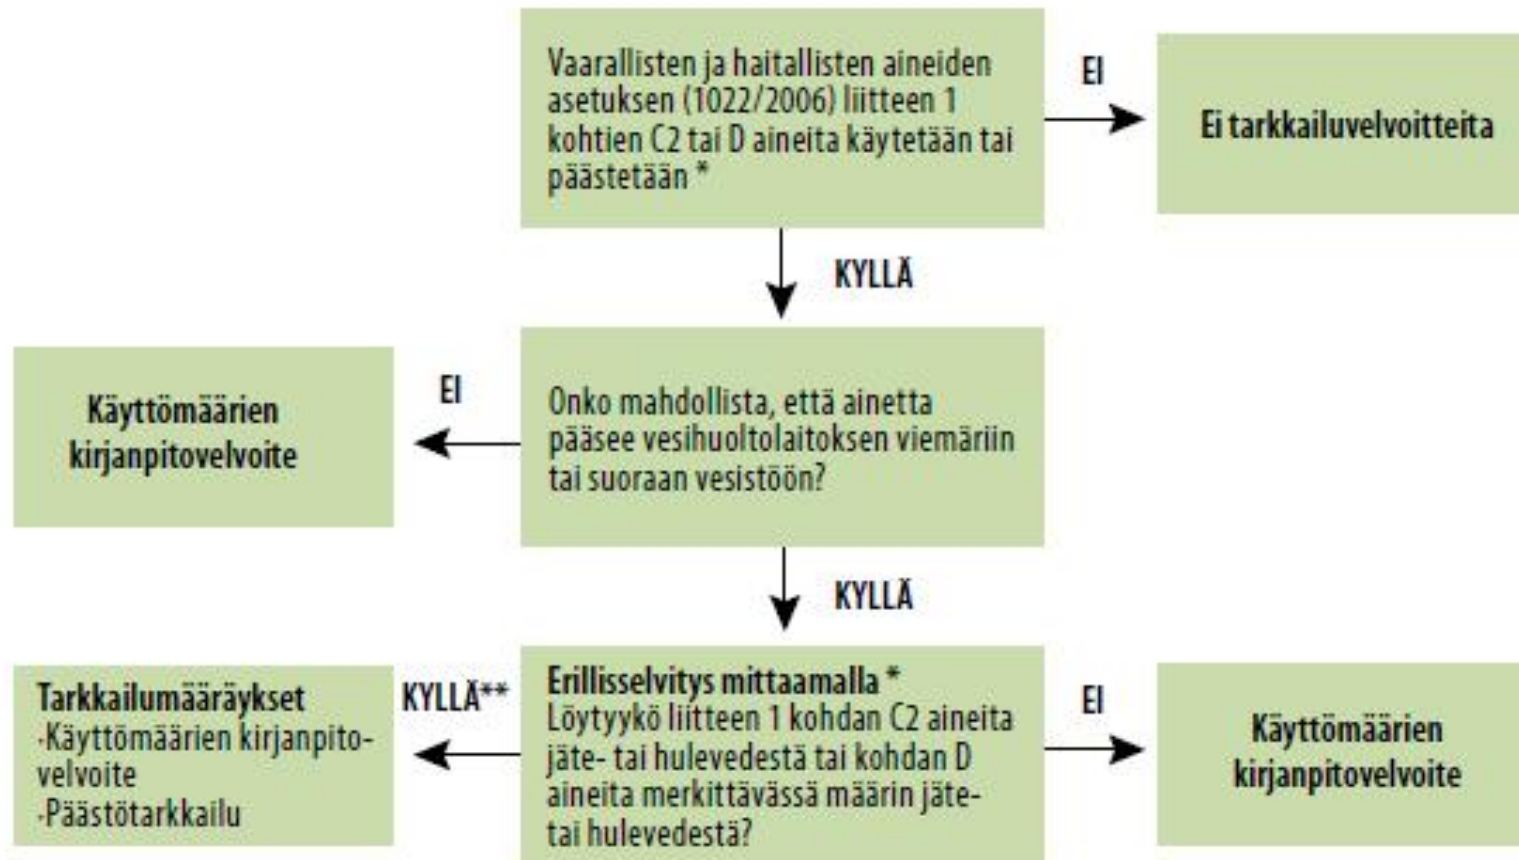 Vaarallisten ja haitallisten aineiden
asetuksen (1022/2006) liitteen 1
kohtien C2 tai D aineita käytetään tai
päästetään *
EI
Ei tarkkailuvelvoitteita
KYLLÄ
Käyttömäärien
kirjanpitovelvoite
EI
Onko mahdollista, että ainetta
pääsee vesihuoltolaitoksen viemäriin
tai suoraan vesistöön?
KYLLÄ
Tarkkailumääräykset
·Käyttömäärien kirjanpito-
velvoite
·Päästötarkkailu
KYLLÄ**
Erillisselvitys mittaamalla *
Löytyykö liitteen 1 kohdan C2 aineita
jäte- tai hulevedestä tai kohdan D
aineita merkittävässä määrin jäte-
tai hulevedestä?
EI
Käyttömäärien
kirjanpitovelvoite